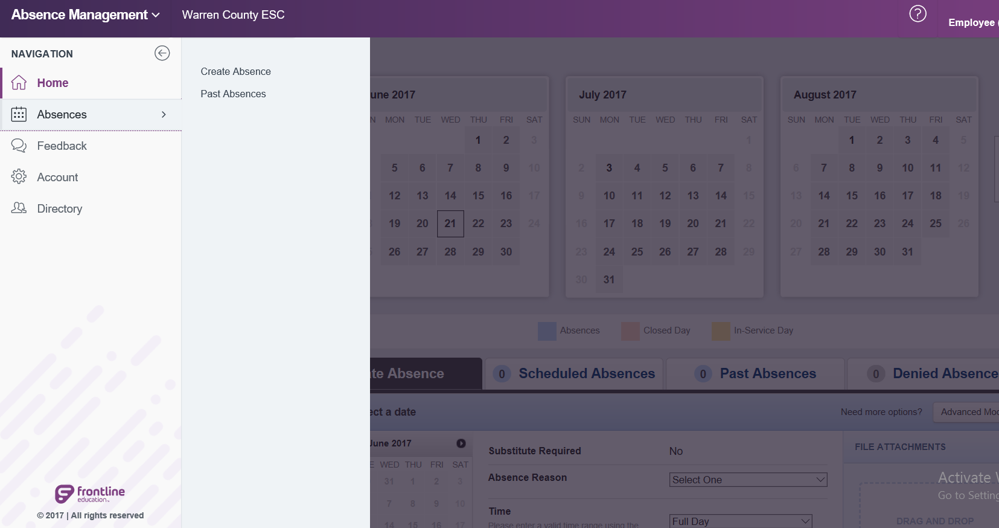 Absence Management
Warren County ESC
Employee
NAVIGATION
Home
Absences
Feedback
Account
Directory
frontline
education
© 2017 | All rights reserved
Create Absence
Past Absences
une 2017
N MON TUE WED THU FRI SAT
1 2 3
5 6 7 8 9 10
12 13 14 15 16 17
19 20 21 22 23 24
26 27 28 29 30
July 2017
SUN MON TUE WED THU FRI SAT
1
2 3 4 5 6 7 8
9 10 11 12 13 14 15
16 17 18 19 20 21 22
23 24 25 26 27 28 29
30 31
August 2017
SUN MON TUE WED THU FRI SAT
1 2 3 4 5
6 7 8 9 10 11 12
13 14 15 16 17 18 19
20 21 22 23 24 25 26
27 28 29 30 31
Absences Closed Day In-Service Day
te Absence
0 Scheduled Absences
0 Past Absences
0 Denied Absence
ect a date
Need more options?
Advanced Mod
June 2017
E WED THU FRI SAT
31 1 2 3
7 8 9 10
14 15 16 17
Substitute Required No
Absence Reason Select One
Time
Please enter a valid time range using the
Full Day
FILE ATTACHMENTS
DRAG AND DROP
Activate W
Go to Setting